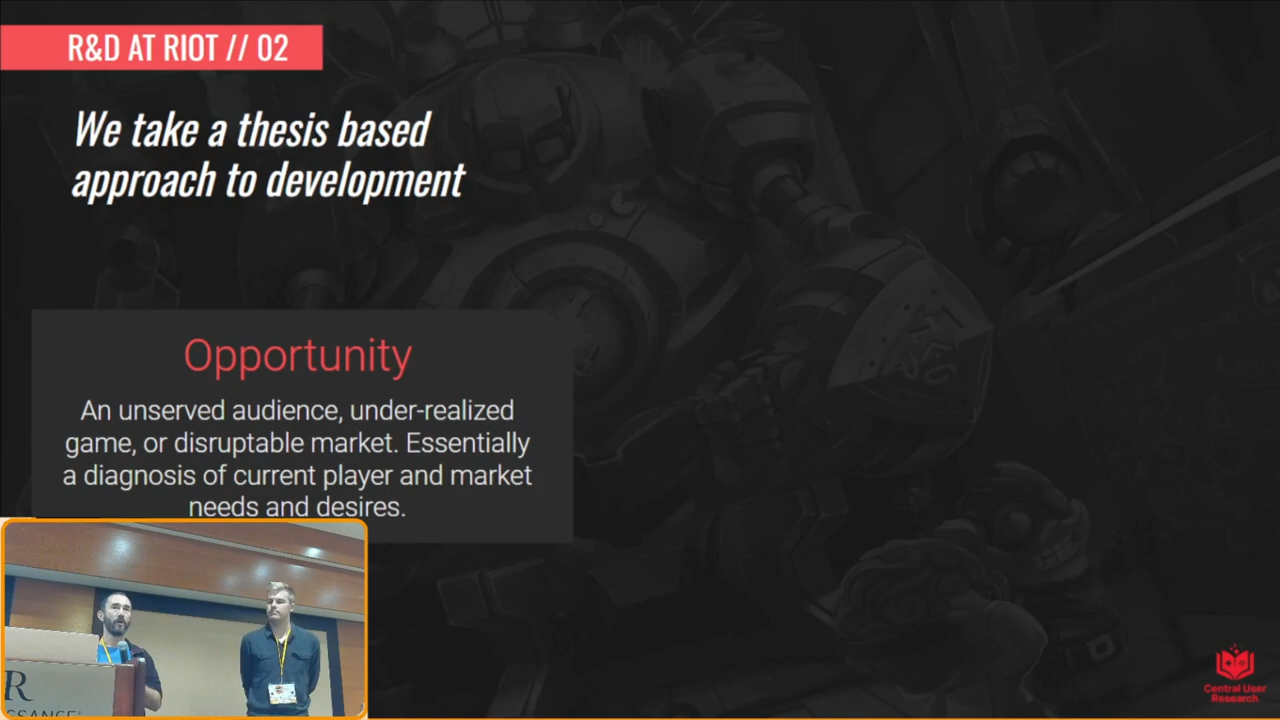 R&D AT RIOT // 02
We take a thesis based
approach to development
Opportunity
An unserved audience, under-realized
game, or disruptable market. Essentially
a diagnosis of current player and market
needs and desires.
R
SSANCE
Central User
Research